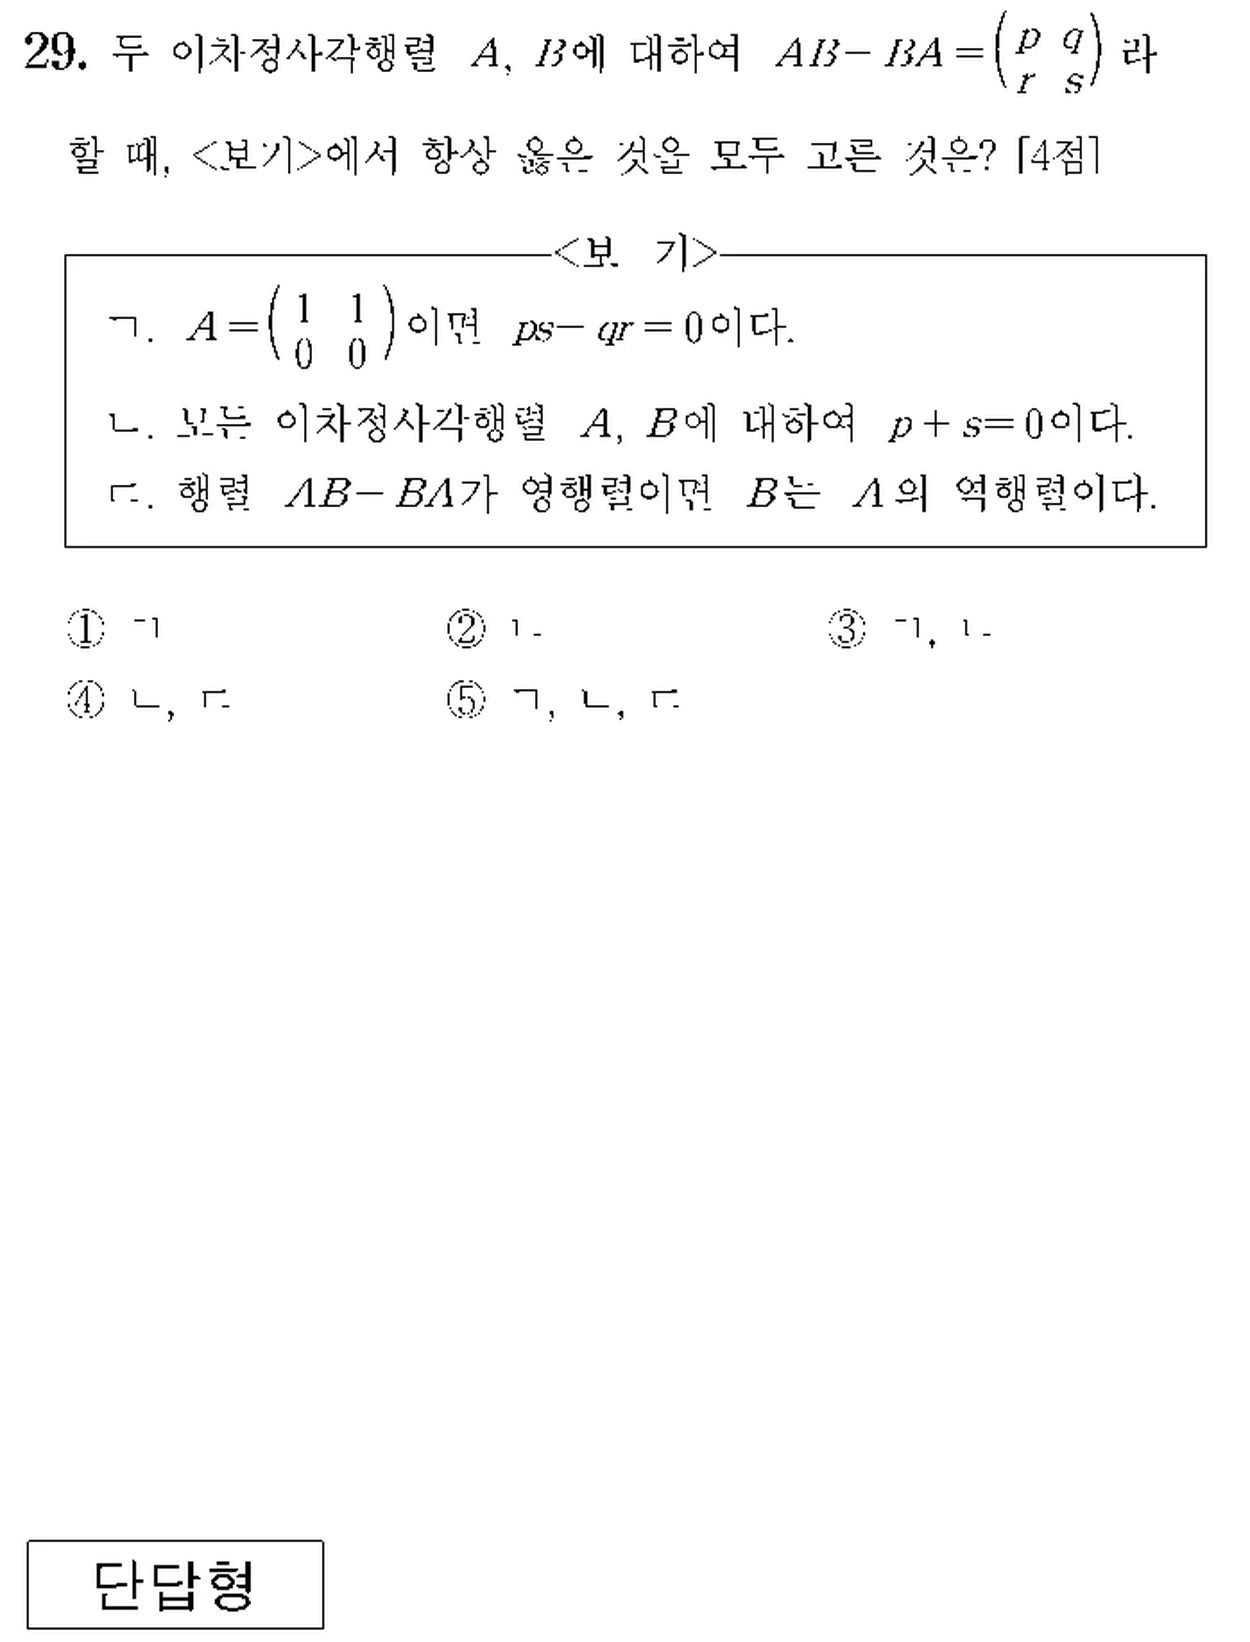 29. 두 이차정사각행렬 A, B에 대하여 AB－BA＝(p q r s) 라
할 때, <보기>에서 항상 옳은 것을 모두 고른 것은? [4점]
<보 기>
ㄱ. A＝(1 1 0 0)이면 ps－qr＝0이다.
ㄴ. 모든 이차정사각행렬 A, B에 대하여 p＋s＝0이다.
ㄷ. 행렬 AB－BA가 영행렬이면 B는 A의 역행렬이다.
① ㄱ ② ㄴ ③ ㄱ, ㄴ
④ ㄴ, ㄷ ⑤ ㄱ, ㄴ, ㄷ
단답형